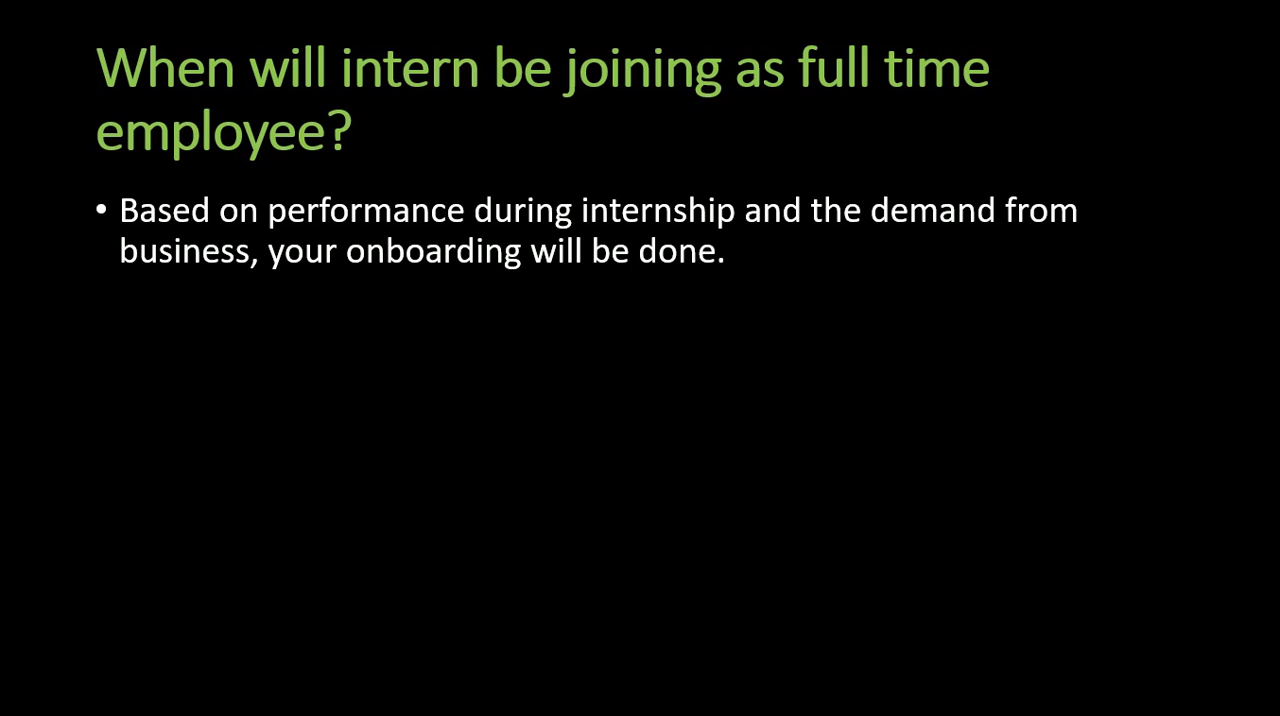 When will intern be joining as full time
employee?
• Based on performance during internship and the demand from
business, your onboarding will be done.